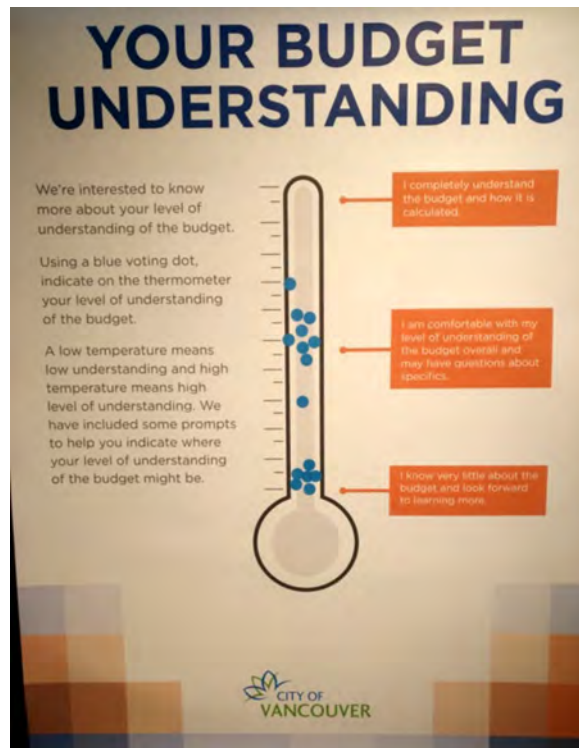 YOUR BUDGET
UNDERSTANDING
We're interested to know
more about your level of
understanding of the budget.
Using a blue voting dot,
indicate on the thermometer
your level of understanding
of the budget.
A low temperature means
low understanding and high
temperature means high
level of understanding. We
have included some prompts
to help you indicate where
your level of understanding
of the budget might be.
I completely understand
the budget and how it is
calculated.
I am comfortable with my
level of understanding of
the budget overall and
may have questions about
specifics.
I know very little about the
budget and look forward
to learning more.
CITY OF
VANCOUVER